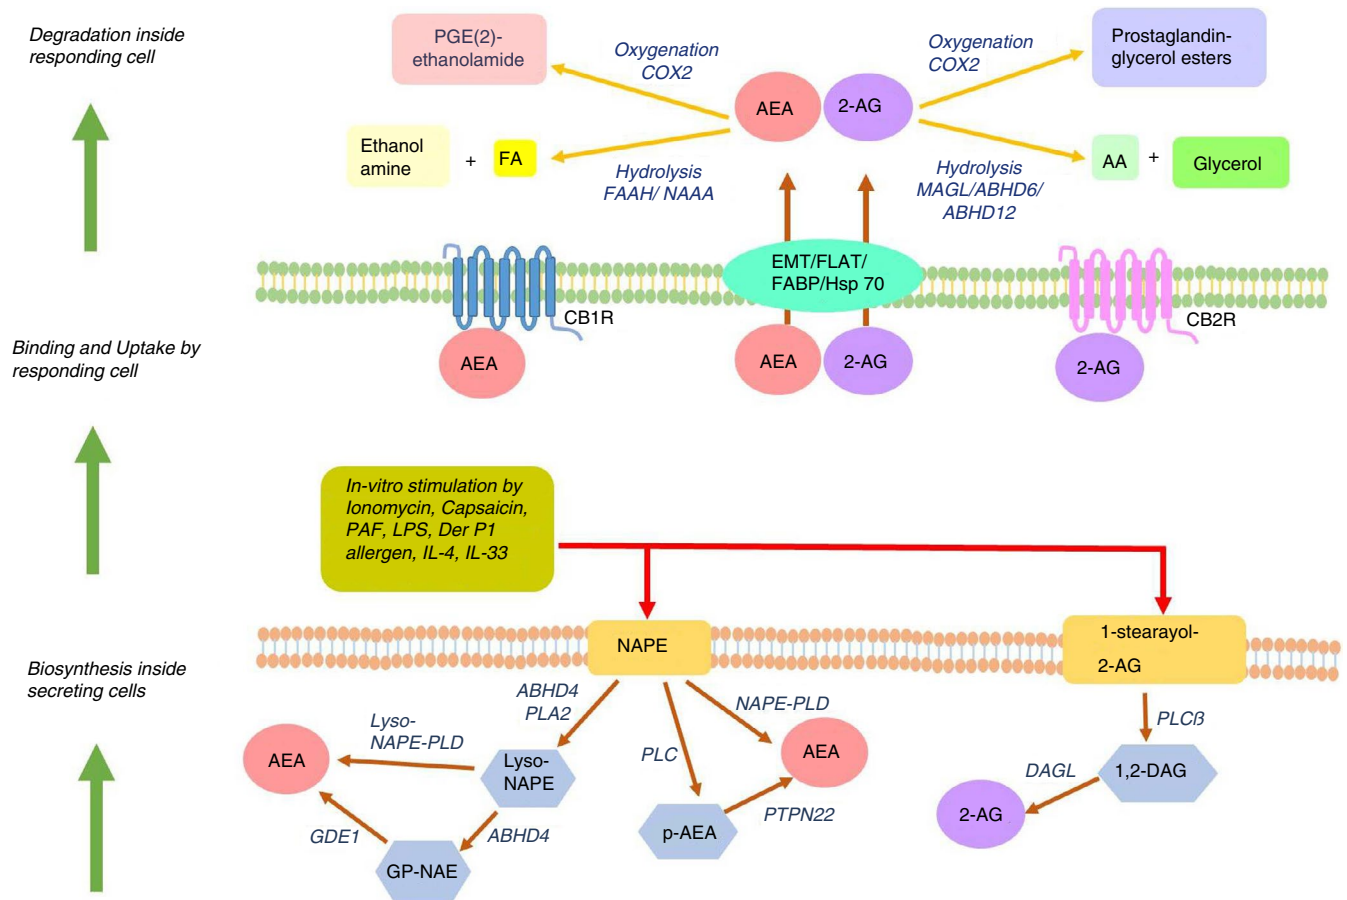 Degradation inside
responding cell
PGE(2)-
ethanolamide
Oxygenation
COX2
AEA
2-AG
Oxygenation
COX2
Prostaglandin-
glycerol esters
Ethanol
amine
+
FA
Hydrolysis
FAAH/ NAAA
Hydrolysis
MAGL/ABHD6/
ABHD12
AA
+
Glycerol
EMT/FLAT/
FABP/Hsp 70
CB1R
CB2R
Binding and Uptake by
responding cell
AEA
AEA
2-AG
2-AG
In-vitro stimulation by
Ionomycin, Capsaicin,
PAF, LPS, Der P1
allergen, IL-4, IL-33
Biosynthesis inside
secreting cells
NAPE
1-stearayol-
2-AG
ABHD4
PLA2
NAPE-PLD
PLCß
Lyso-
NAPE-PLD
PLC
AEA
Lyso-
NAPE
AEA
DAGL
1,2-DAG
GDE1
ABHD4
p-AEA
PTPN22
2-AG
GP-NAE